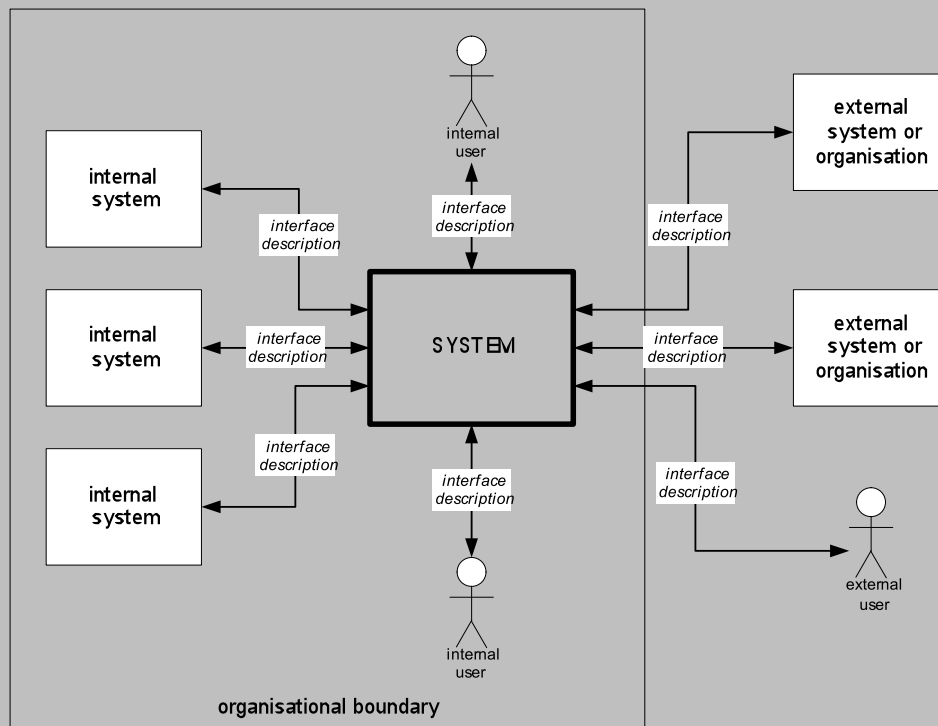 internal
user
external
system or
organisation
internal
system
interface
description
interface
description
interface
description
internal
system
interface
description
SYSTEM
interface
description
external
system or
organisation
internal
system
interface
description
interface
description
interface
description
external
user
internal
user
organisational boundary